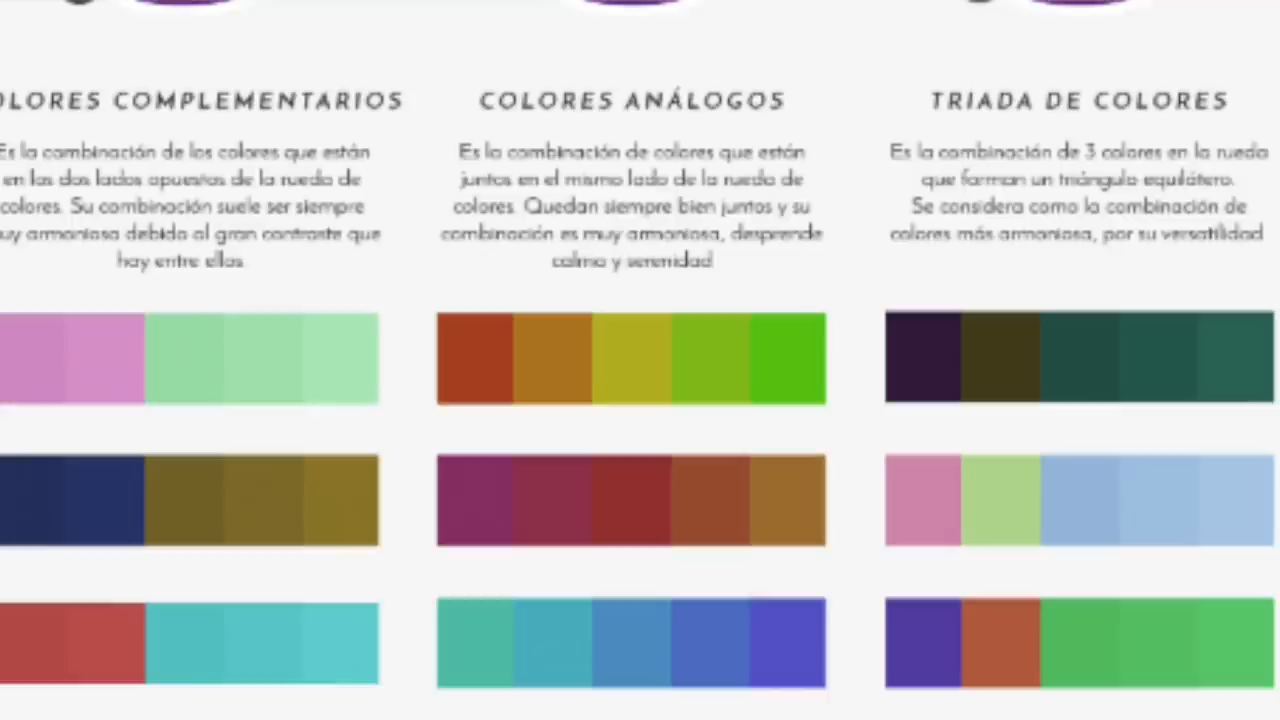 OLORES COMPLEMENTARIOS
Es la combinación de los colores que están
en los dos lados opuestos de la rueda de
colores. Su combinación suele ser siempre
uy armoniosa debido al gran contraste que
hay entre ellos.
COLORES ANÁLOGOS
Es la combinación de colores que están
juntos en el mismo lado de la rueda de
colores. Quedan siempre bien juntos y su
combinación es muy armoniosa, desprende
calma y serenidad
TRIADA DE COLORES
Es la combinación de 3 colores en la rueda
que forman un triángulo equilátero.
Se considera como la combinación de
colores más armoniosa, por su versatilidad